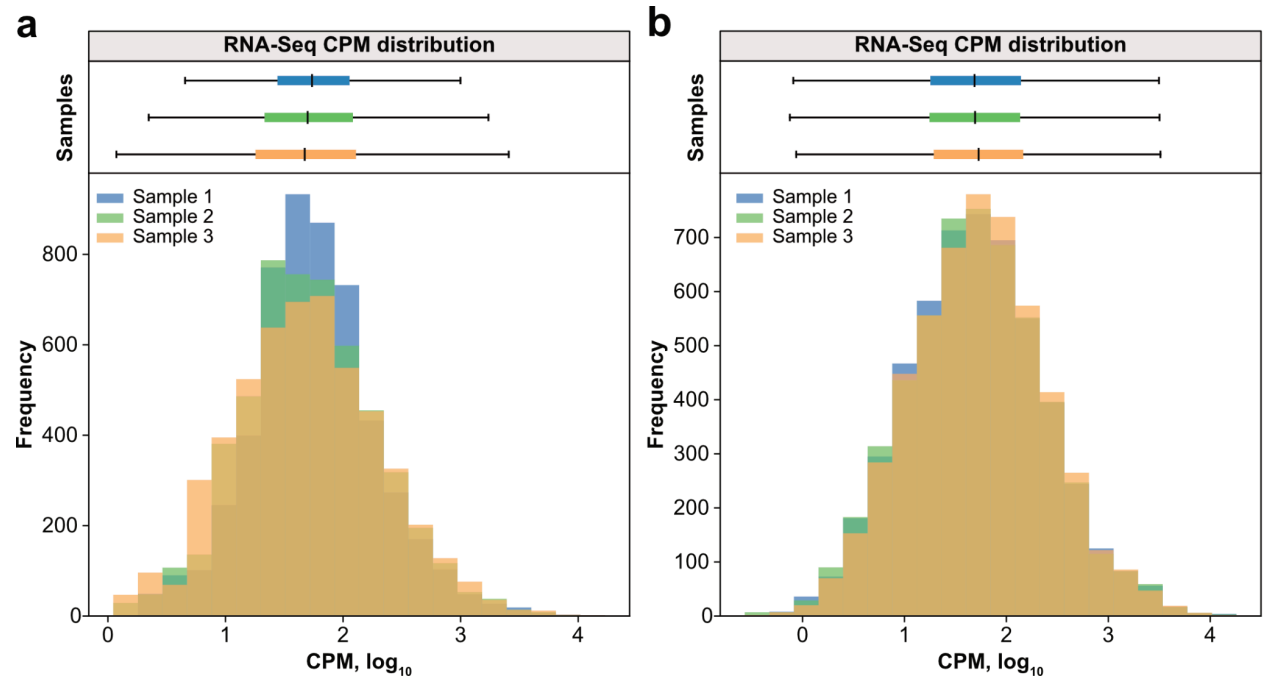 a
RNA-Seq CPM distribution
Samples
Sample 1
Sample 2
Sample 3
Frequency
800
600
400
200
0
0 1 2 3 4
CPM, log10
b
RNA-Seq CPM distribution
Samples
Sample 1
Sample 2
Sample 3
Frequency
700
600
500
400
300
200
100
0
0 1 2 3 4
CPM, log10